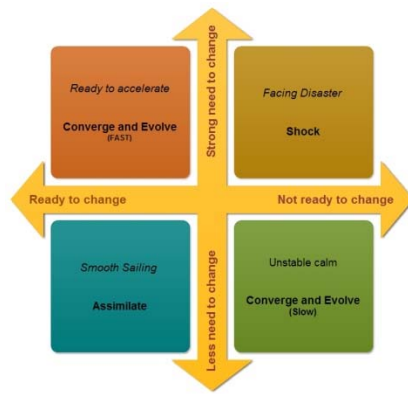 Strong need to change
Ready to accelerate
Converge and Evolve
(FAST)
Facing Disaster
Shock
Ready to change
Not ready to change
Smooth Sailing
Assimilate
Unstable calm
Converge and Evolve
(Slow)
Less need to change